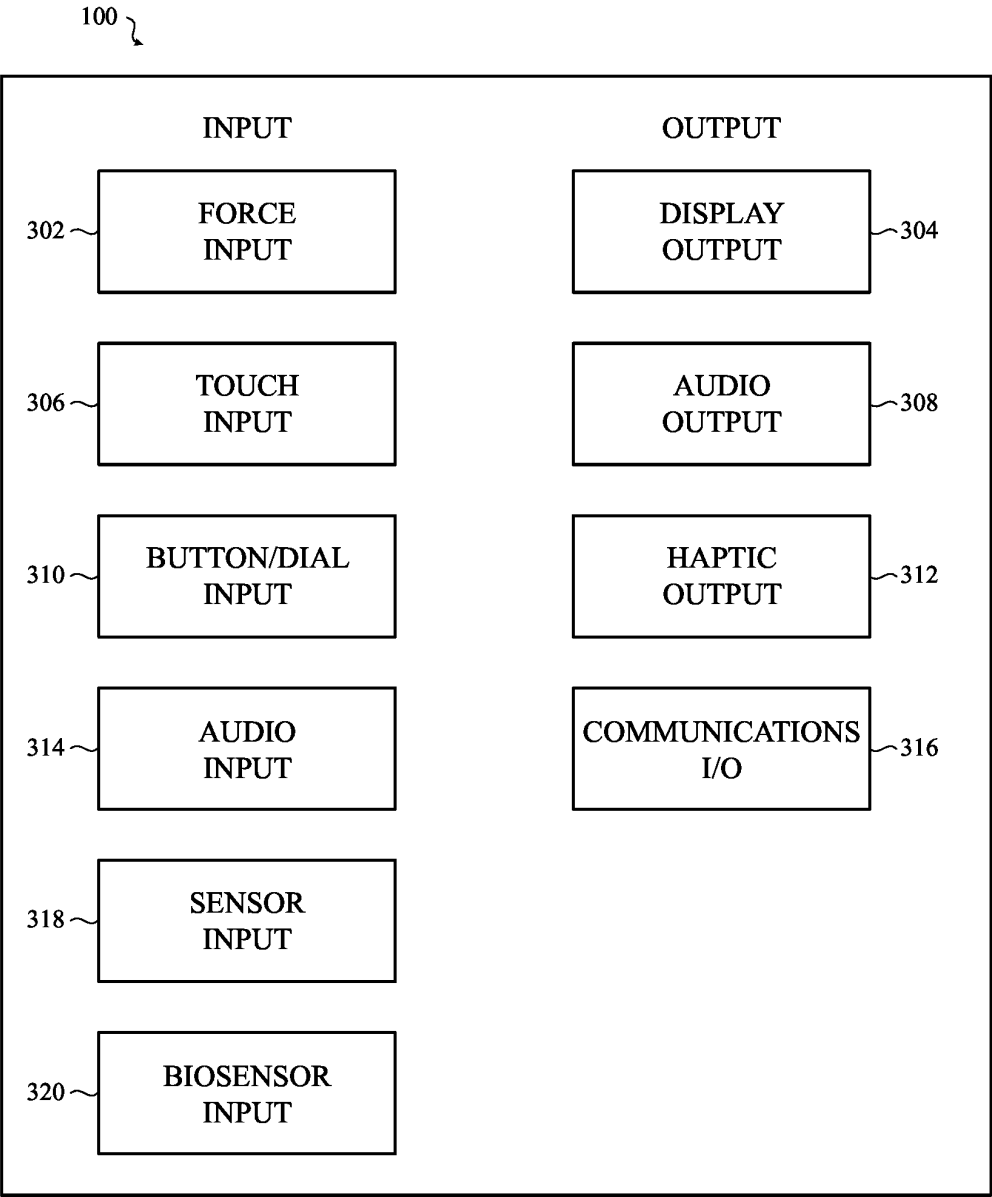 100
INPUT
OUTPUT
302
FORCE
INPUT
DISPLAY
OUTPUT
304
306
TOUCH
INPUT
AUDIO
OUTPUT
308
310
BUTTON/DIAL
INPUT
HAPTIC
OUTPUT
312
314
AUDIO
INPUT
COMMUNICATIONS
I/O
316
318
SENSOR
INPUT
320
BIOSENSOR
INPUT